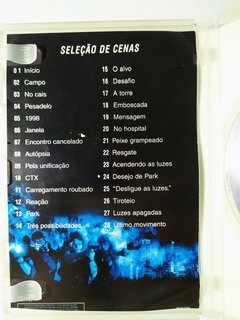 SELEÇÃO DE CENAS
01 Início
02 Campo
03 No cais
04 Pesadelo
05 1998
06 Janela
07 Encontro cancelado
08 Autópsia
09 Pela unificação
10 CTX
11 Carregamento roubado
12 Reação
13 Park
14 Três possibilidades
15 O alvo
16 Desafio
17 A torre
18 Emboscada
19 Mensagem
20 No hospital
21 Peixe grampeado
22 Resgate
23 Acendendo as luzes
24 Desejo de Park
25 "Desligue as luzes."
26 Tiroteio
27 Luzes apagadas
28 Último movimento